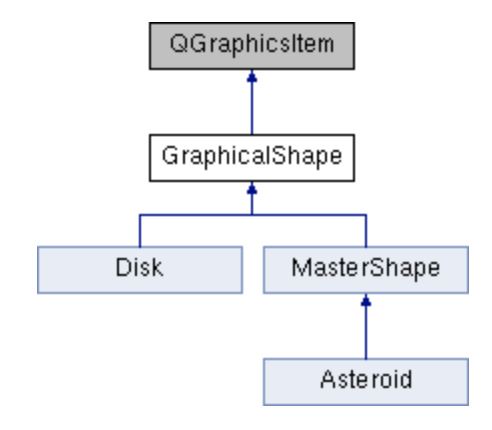 QGraphicsItem
GraphicalShape
Disk
MasterShape
Asteroid